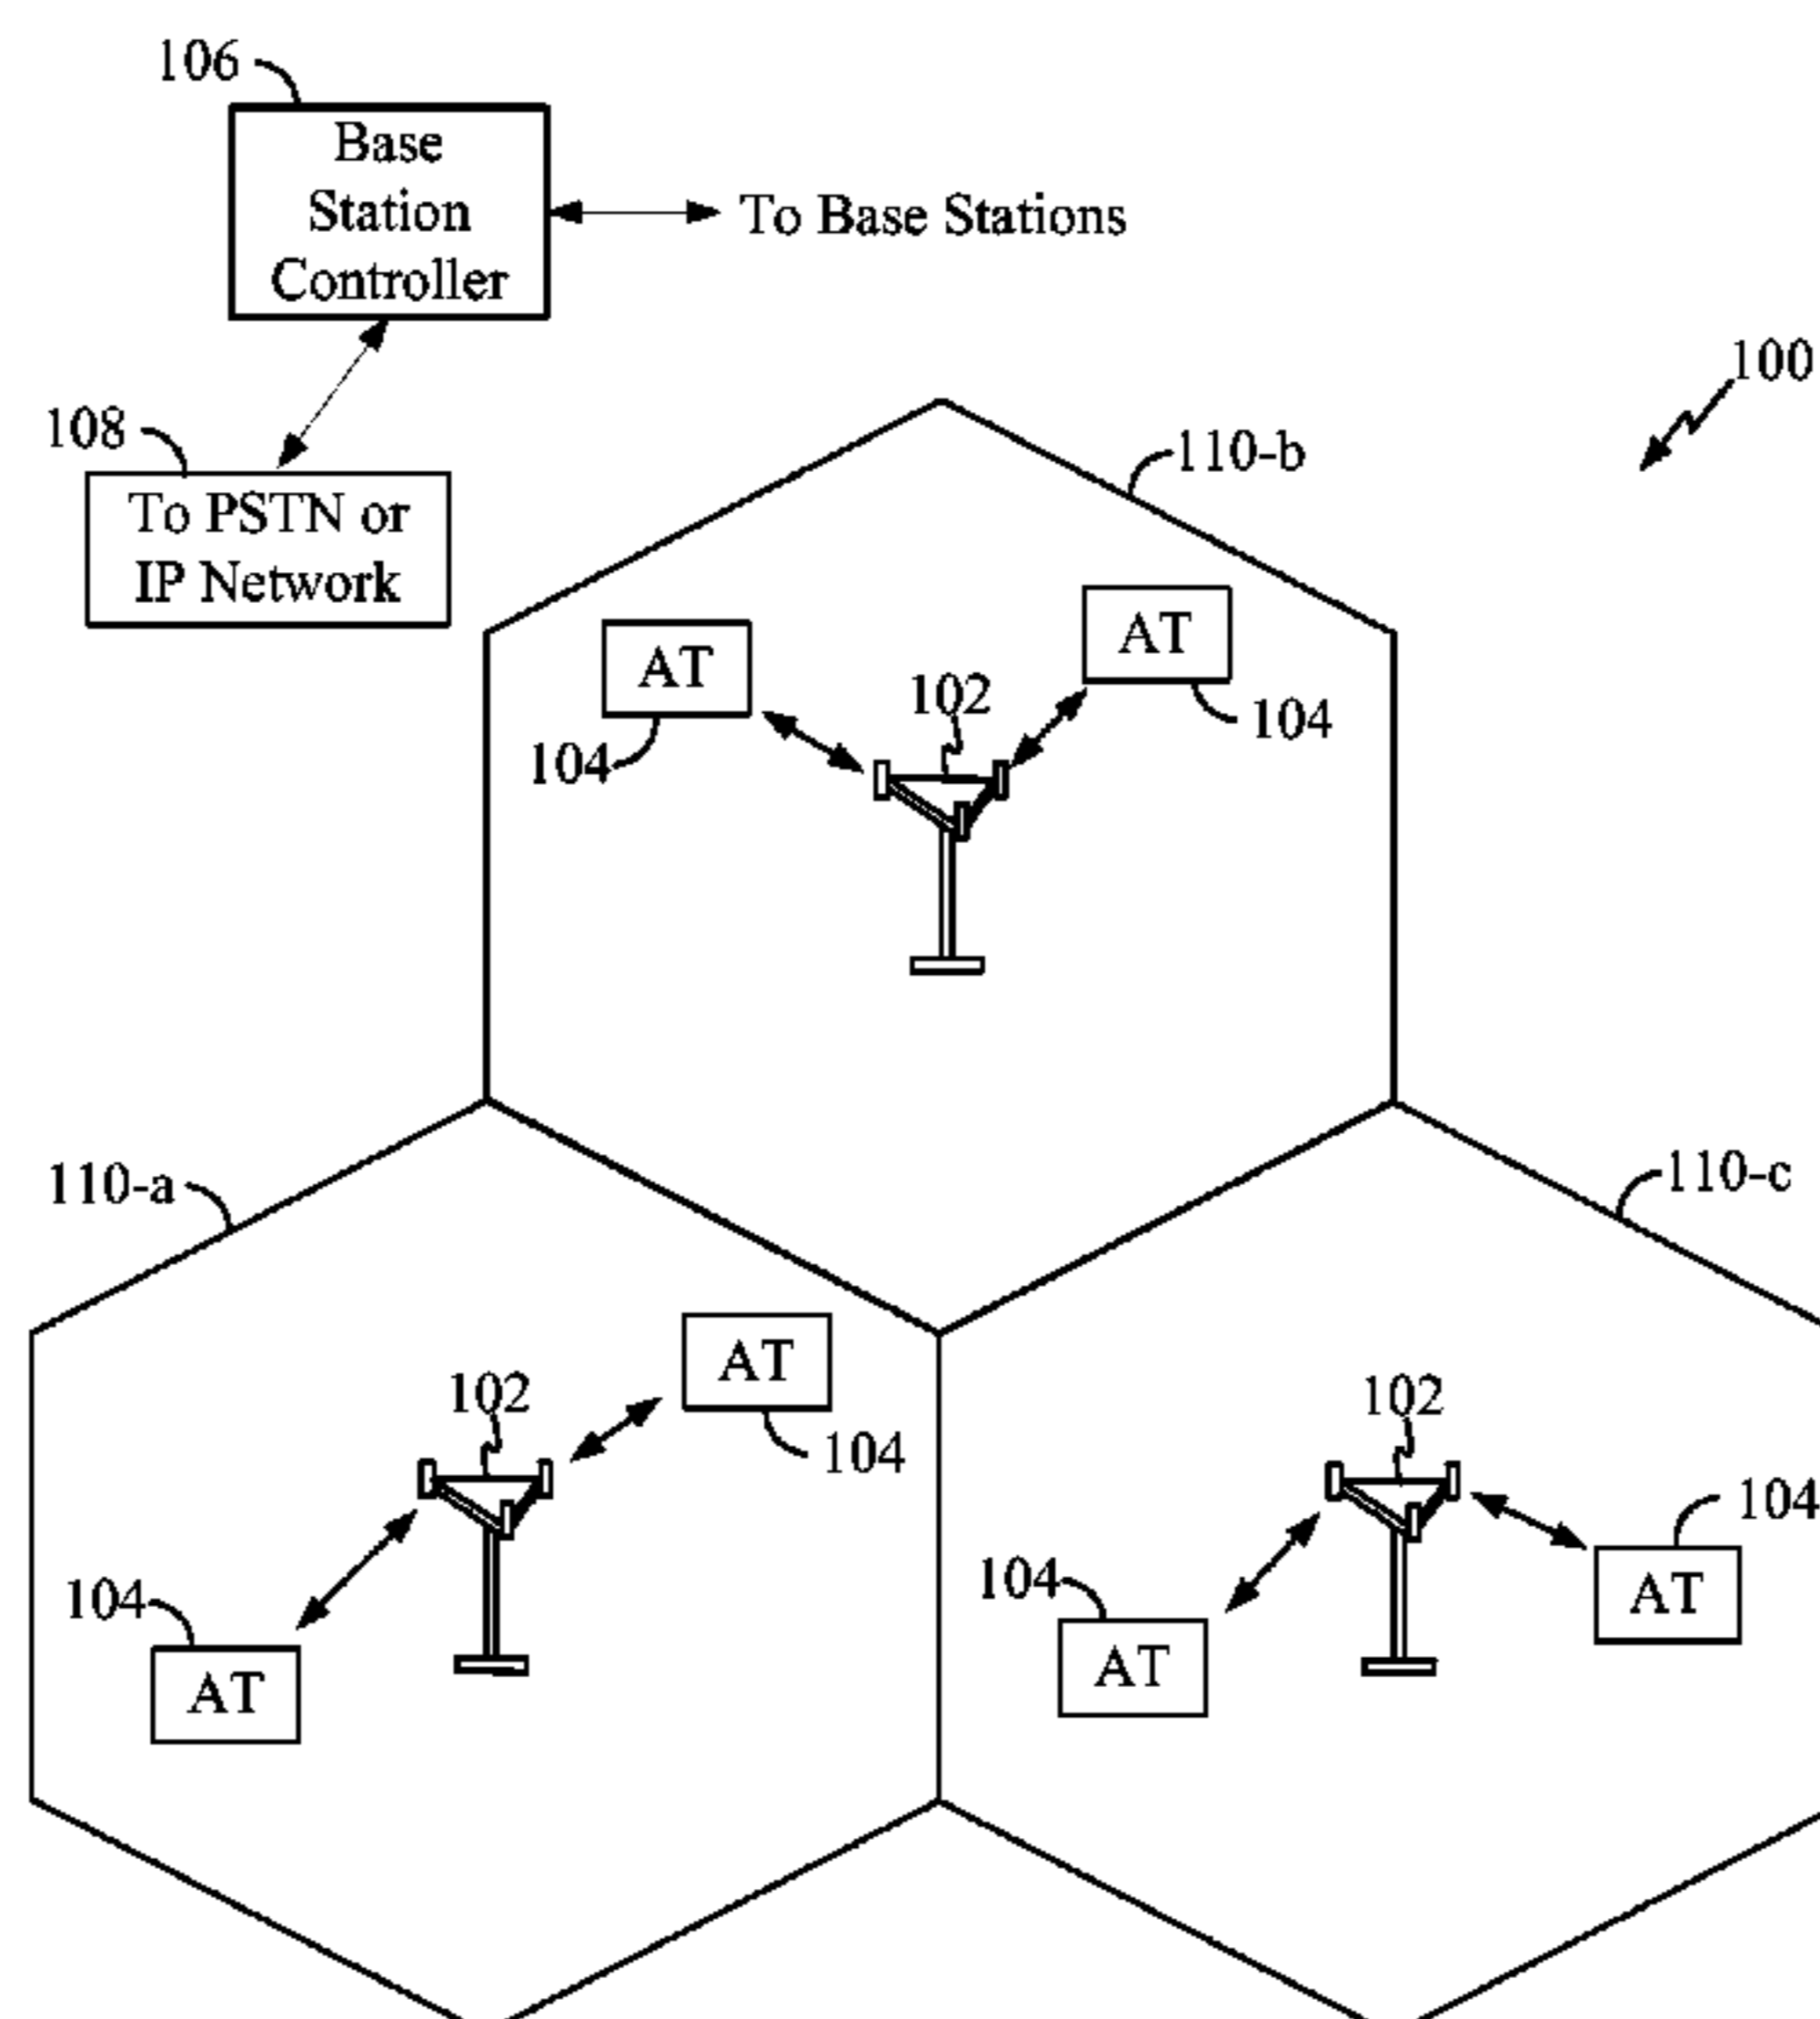 106
Base
Station
Controller
To Base Stations
100
108
To PSTN or
IP Network
110-b
AT
AT
102
104
104
110-a
110-c
AT
102
104
102
104
104
104
AT
AT
AT